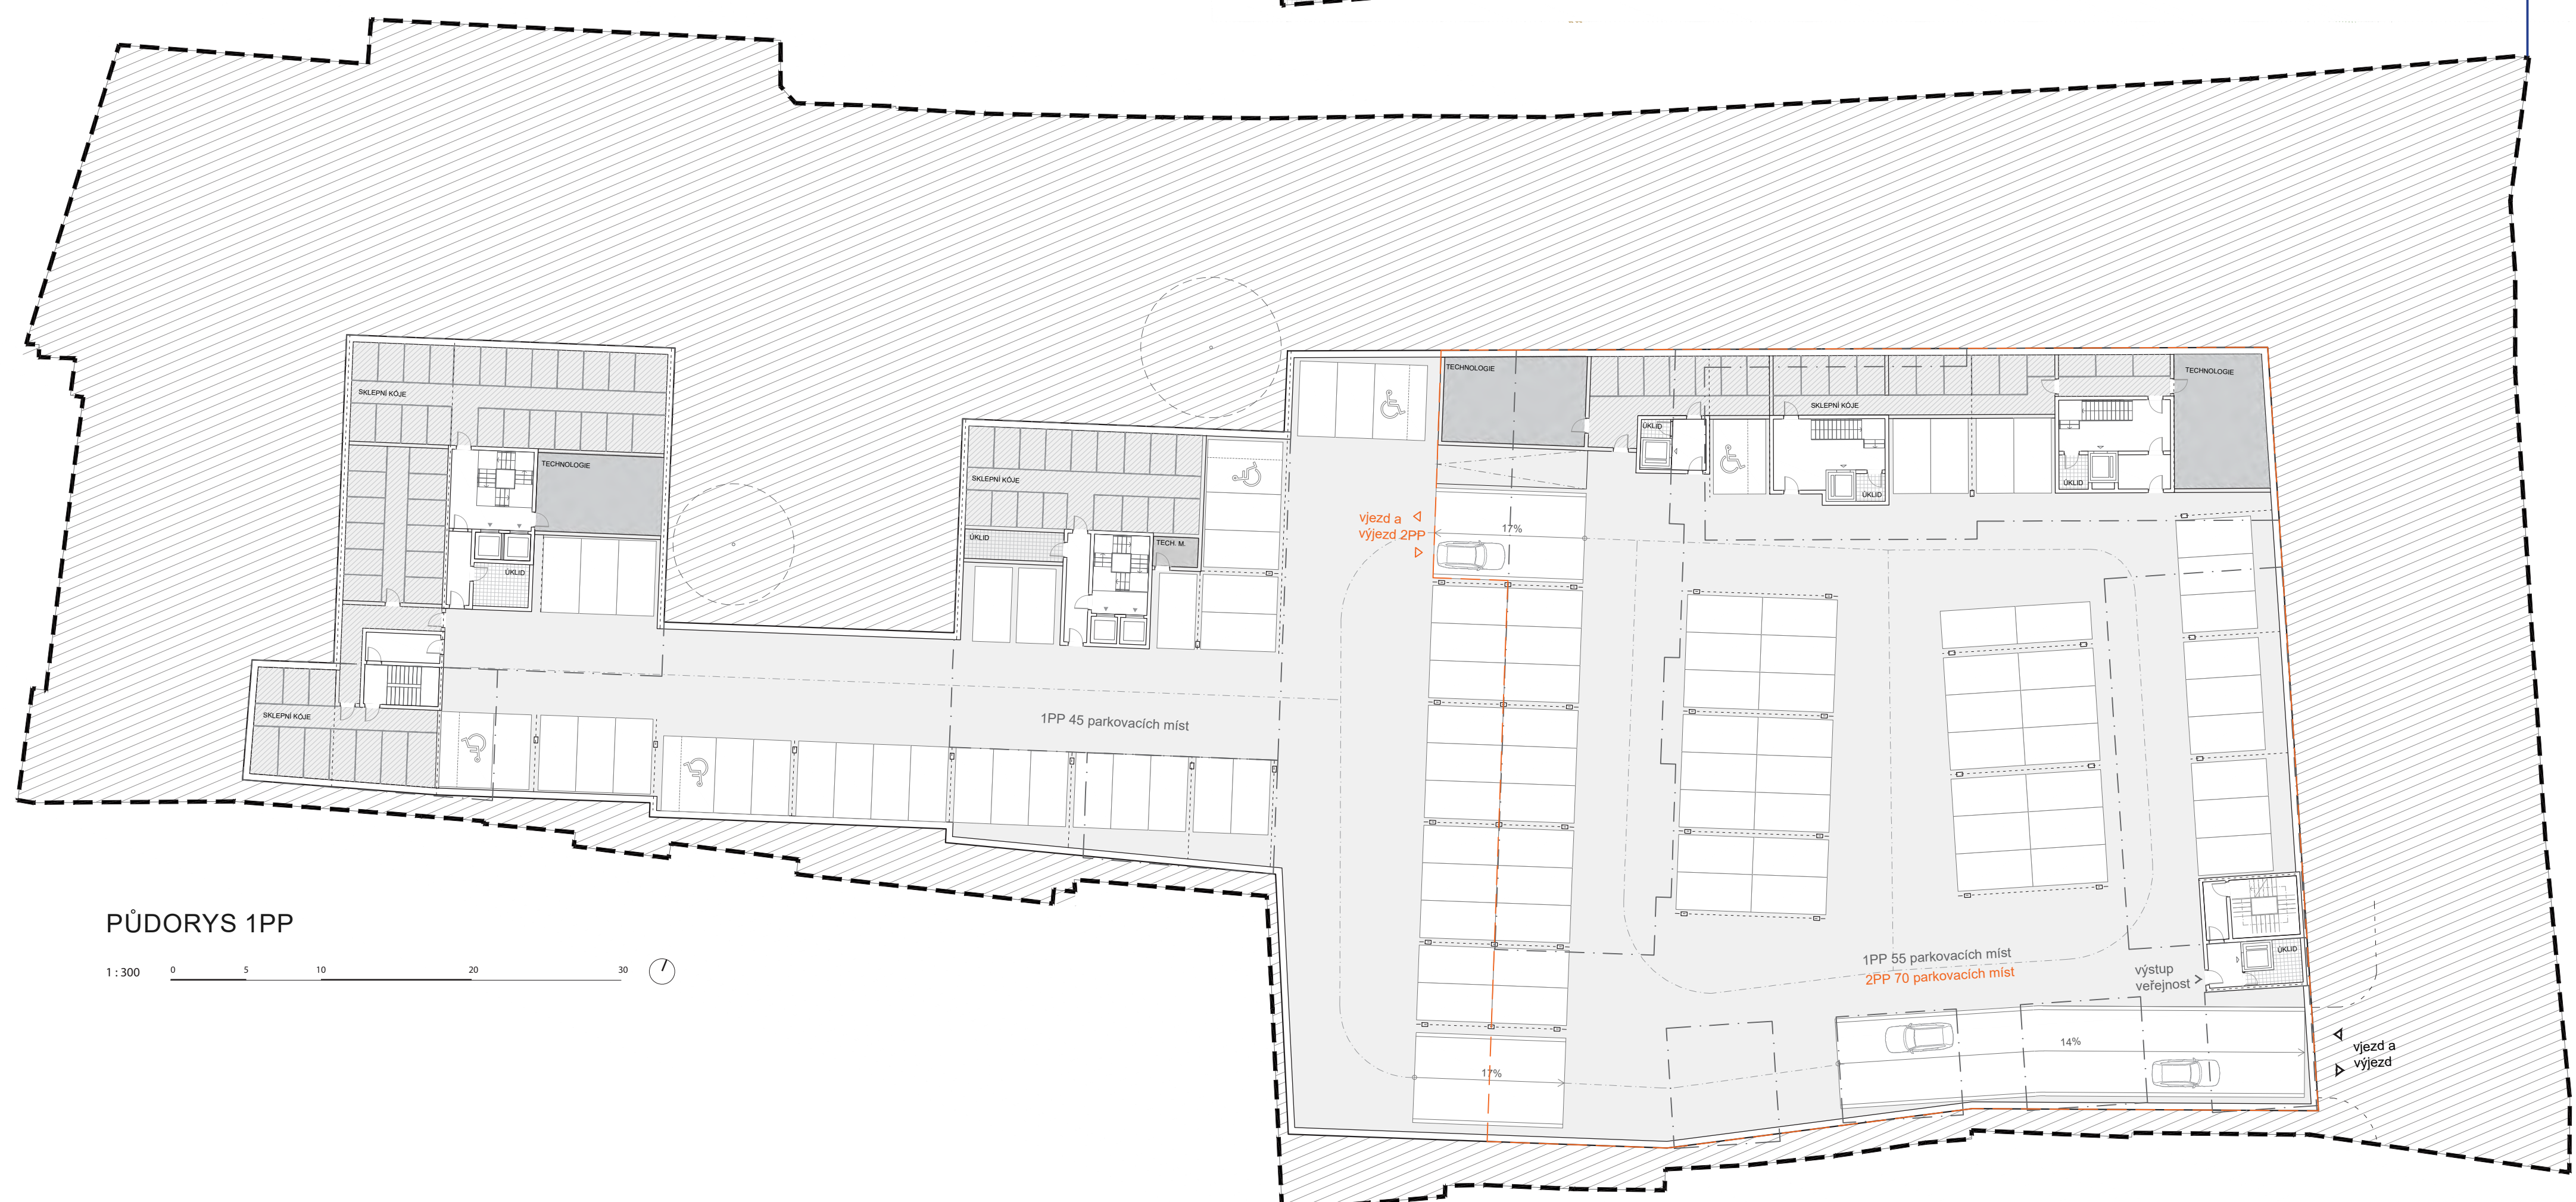 SKLEPNÍ KÓJE
TECHNOLOGIE
ÚKLID
SKLEPNÍ KÓJE
SKLEPNÍ KÓJE
ÚKLID
TECH. M.
1PP 45 parkovacích míst
TECHNOLOGIE
ÚKLID
SKLEPNÍ KÓJE
ÚKLID
ÚKLID
TECHNOLOGIE
vjezd a
výjezd 2PP
17%
17%
1PP 55 parkovacích míst
2PP 70 parkovacích míst
výstup
veřejnost
ÚKLID
14%
vjezd a
výjezd
PŮDORYS 1PP
1 : 300
0 5 10 20 30